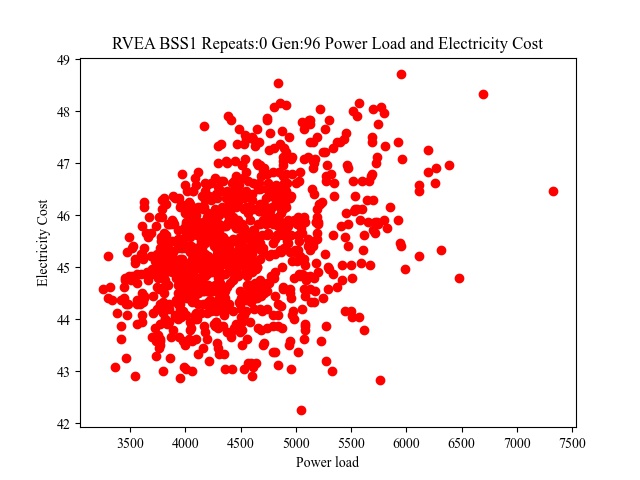 RVEA BSS1 Repeats:0 Gen:96 Power Load and Electricity Cost
49
48
47
46
45
44
43
42
Electricity Cost
3500 4000 4500 5000 5500 6000 6500 7000 7500
Power load